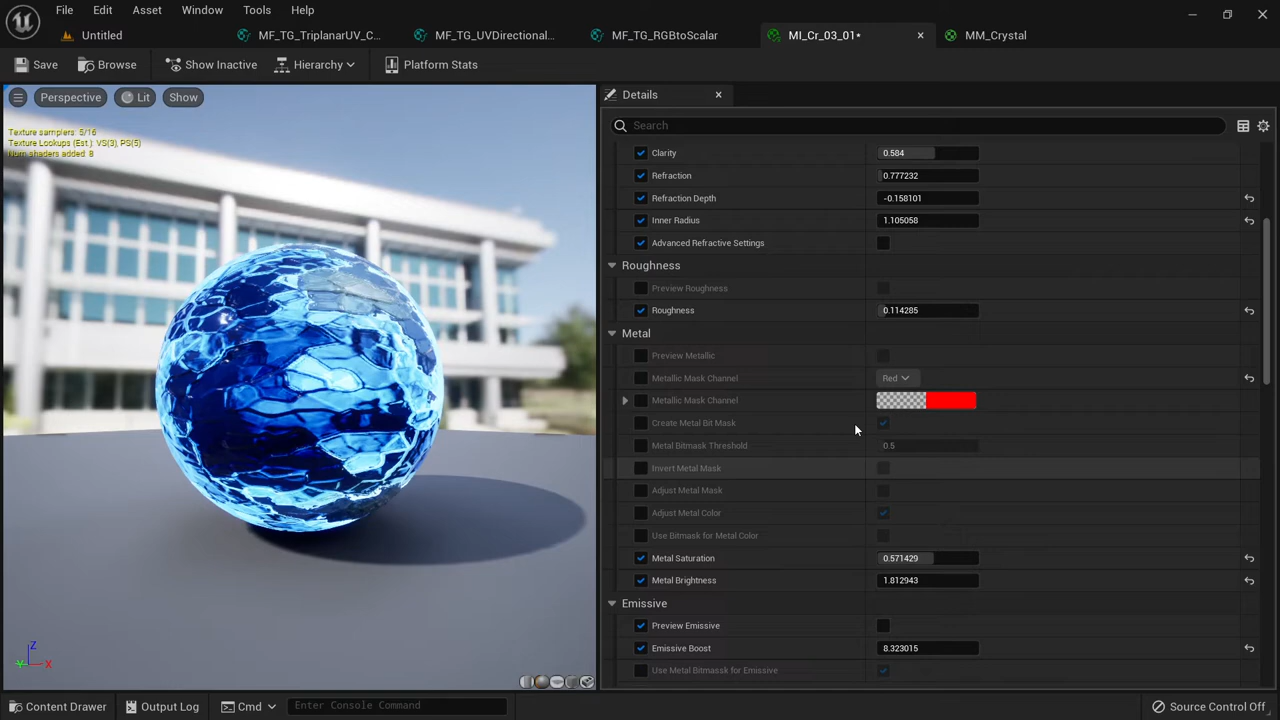 File Edit Asset Window Tools Help
Untitled MF_TG_TriplanarUV_C... MF_TG_UVDirectional... MF_TG_RGBtoScalar MI_Cr_03_01* MM_Crystal
Save Browse Show Inactive Hierarchy Platform Stats
Perspective Lit Show
Texture samplers: 5/16
Texture Lookups (Est.): VS(3), PS(5)
Num shaders added: 8
Z
Y X
Details
Search
Clarity 0.584
Refraction 0.777232
Refraction Depth -0.158101
Inner Radius 1.105058
Advanced Refractive Settings
Roughness
Preview Roughness
Roughness 0.114285
Metal
Preview Metallic
Metallic Mask Channel Red
Metallic Mask Channel
Create Metal Bit Mask
Metal Bitmask Threshold 0.5
Invert Metal Mask
Adjust Metal Mask
Adjust Metal Color
Use Bitmask for Metal Color
Metal Saturation 0.571429
Metal Brightness 1.812943
Emissive
Preview Emissive
Emissive Boost 8.323015
Use Metal Bitmassk for Emissive
Content Drawer Output Log Cmd Enter Console Command Source Control Off